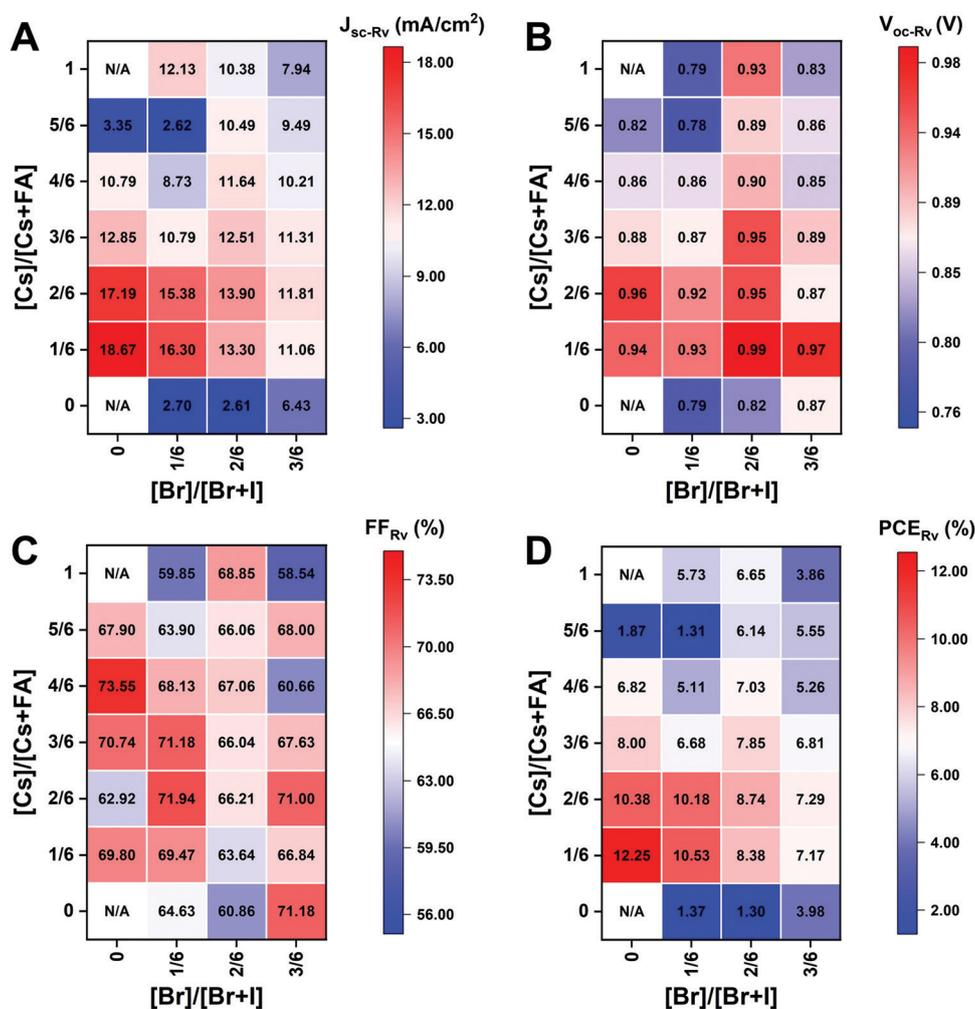 A
J_sc-Rv (mA/cm²)
[Cs]/[Cs+FA]
1 N/A 12.13 10.38 7.94
5/6 3.35 2.62 10.49 9.49
4/6 10.79 8.73 11.64 10.21
3/6 12.85 10.79 12.51 11.31
2/6 17.19 15.38 13.90 11.81
1/6 18.67 16.30 13.30 11.06
0 N/A 2.70 2.61 6.43
0 1/6 2/6 3/6
[Br]/[Br+I]
18.00
15.00
12.00
9.00
6.00
3.00
B
V_oc-Rv (V)
[Cs]/[Cs+FA]
1 N/A 0.79 0.93 0.83
5/6 0.82 0.78 0.89 0.86
4/6 0.86 0.86 0.90 0.85
3/6 0.88 0.87 0.95 0.89
2/6 0.96 0.92 0.95 0.87
1/6 0.94 0.93 0.99 0.97
0 N/A 0.79 0.82 0.87
0 1/6 2/6 3/6
[Br]/[Br+I]
0.98
0.94
0.89
0.85
0.80
0.76
C
FF_Rv (%)
[Cs]/[Cs+FA]
1 N/A 59.85 68.85 58.54
5/6 67.90 63.90 66.06 68.00
4/6 73.55 68.13 67.06 60.66
3/6 70.74 71.18 66.04 67.63
2/6 62.92 71.94 66.21 71.00
1/6 69.80 69.47 63.64 66.84
0 N/A 64.63 60.86 71.18
0 1/6 2/6 3/6
[Br]/[Br+I]
73.50
70.00
66.50
63.00
59.50
56.00
D
PCE_Rv (%)
[Cs]/[Cs+FA]
1 N/A 5.73 6.65 3.86
5/6 1.87 1.31 6.14 5.55
4/6 6.82 5.11 7.03 5.26
3/6 8.00 6.68 7.85 6.81
2/6 10.38 10.18 8.74 7.29
1/6 12.25 10.53 8.38 7.17
0 N/A 1.37 1.30 3.98
0 1/6 2/6 3/6
[Br]/[Br+I]
12.00
10.00
8.00
6.00
4.00
2.00